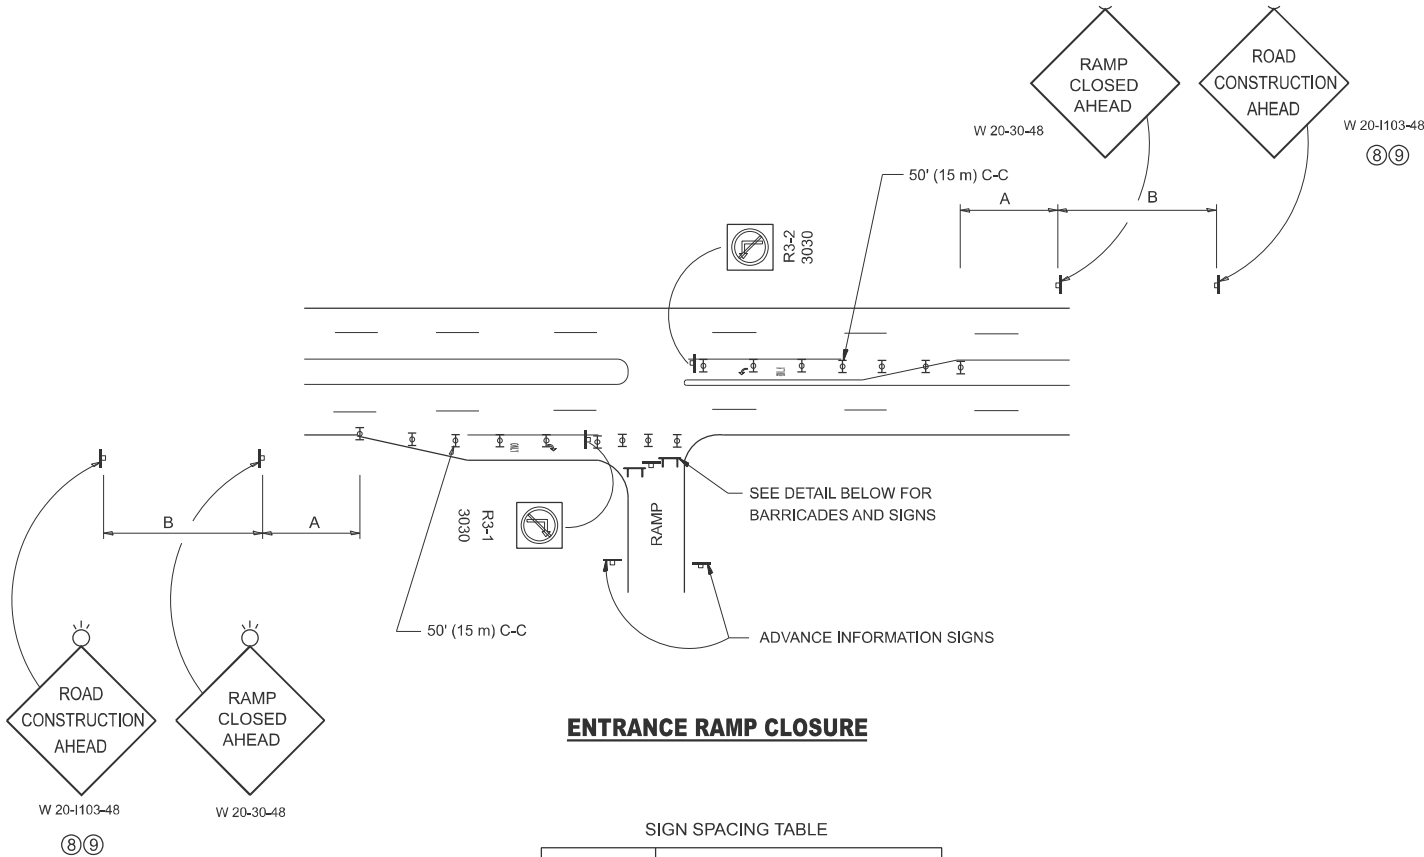 RAMP
CLOSED
AHEAD
W 20-30-48
ROAD
CONSTRUCTION
AHEAD
W 20-I103-48
⑧⑨
50' (15 m) C-C
A
B
R3-2
3030
ONLY
ONLY
B
A
R3-1
3030
RAMP
SEE DETAIL BELOW FOR
BARRICADES AND SIGNS
50' (15 m) C-C
ADVANCE INFORMATION SIGNS
ROAD
CONSTRUCTION
AHEAD
W 20-I103-48
⑧⑨
RAMP
CLOSED
AHEAD
W 20-30-48
ENTRANCE RAMP CLOSURE
SIGN SPACING TABLE